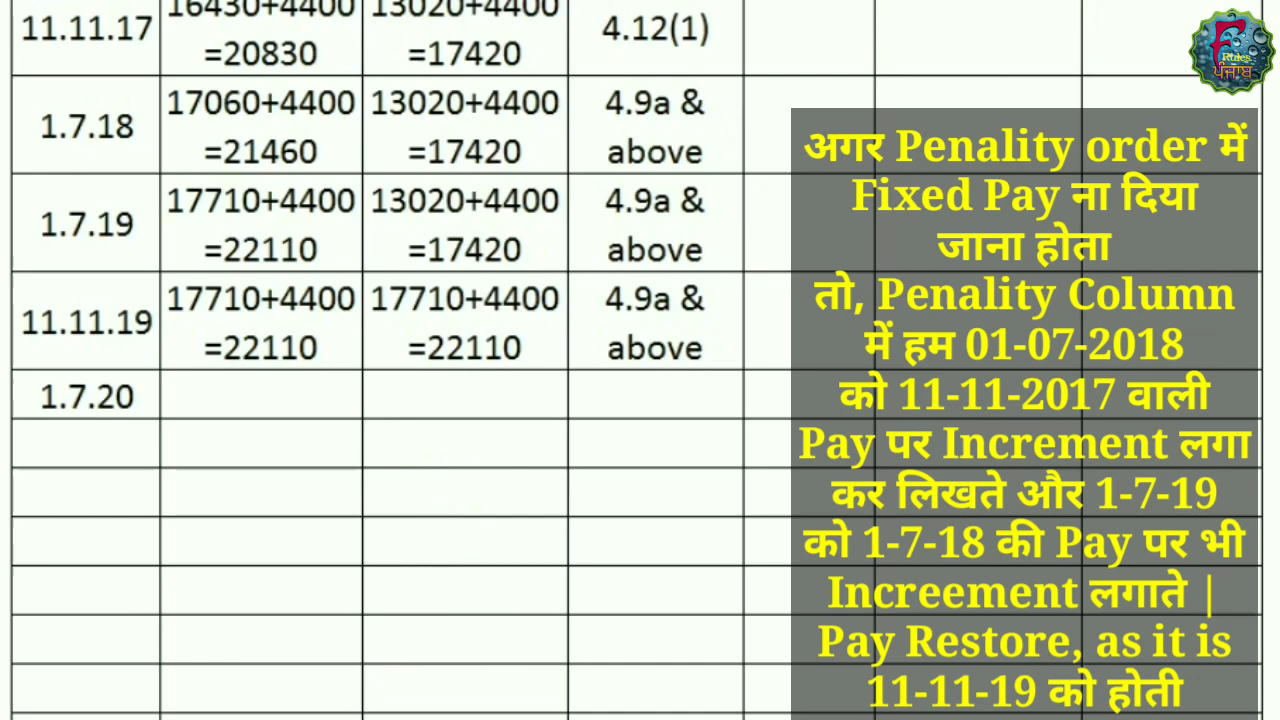 16430+4400 13020+4400
11.11.17 4.12(1)
=20830 =17420
17060+4400 13020+4400 4.9a &
1.7.18
=21460 =17420 above
17710+4400 13020+4400 4.9a &
1.7.19
=22110 =17420 above
17710+4400 17710+4400 4.9a &
11.11.19
=22110 =22110 above
1.7.20
F
Rules
ਪੰਜਾਬ
अगर Penality order में
Fixed Pay ना दिया
जाना होता
तो, Penality Column
में हम 01-07-2018
को 11-11-2017 वाली
Pay पर Increment लगा
कर लिखते और 1-7-19
को 1-7-18 की Pay पर भी
Increement लगाते |
Pay Restore, as it is
11-11-19 को होती